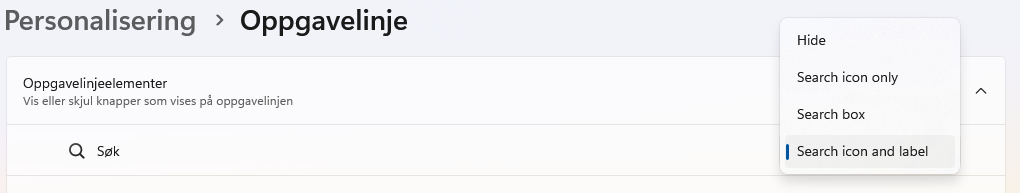 Personalisering > Oppgavelinje
Oppgavelinjeelementer
Vis eller skjul knapper som vises på oppgavelinjen
Søk
Hide
Search icon only
Search box
Search icon and label